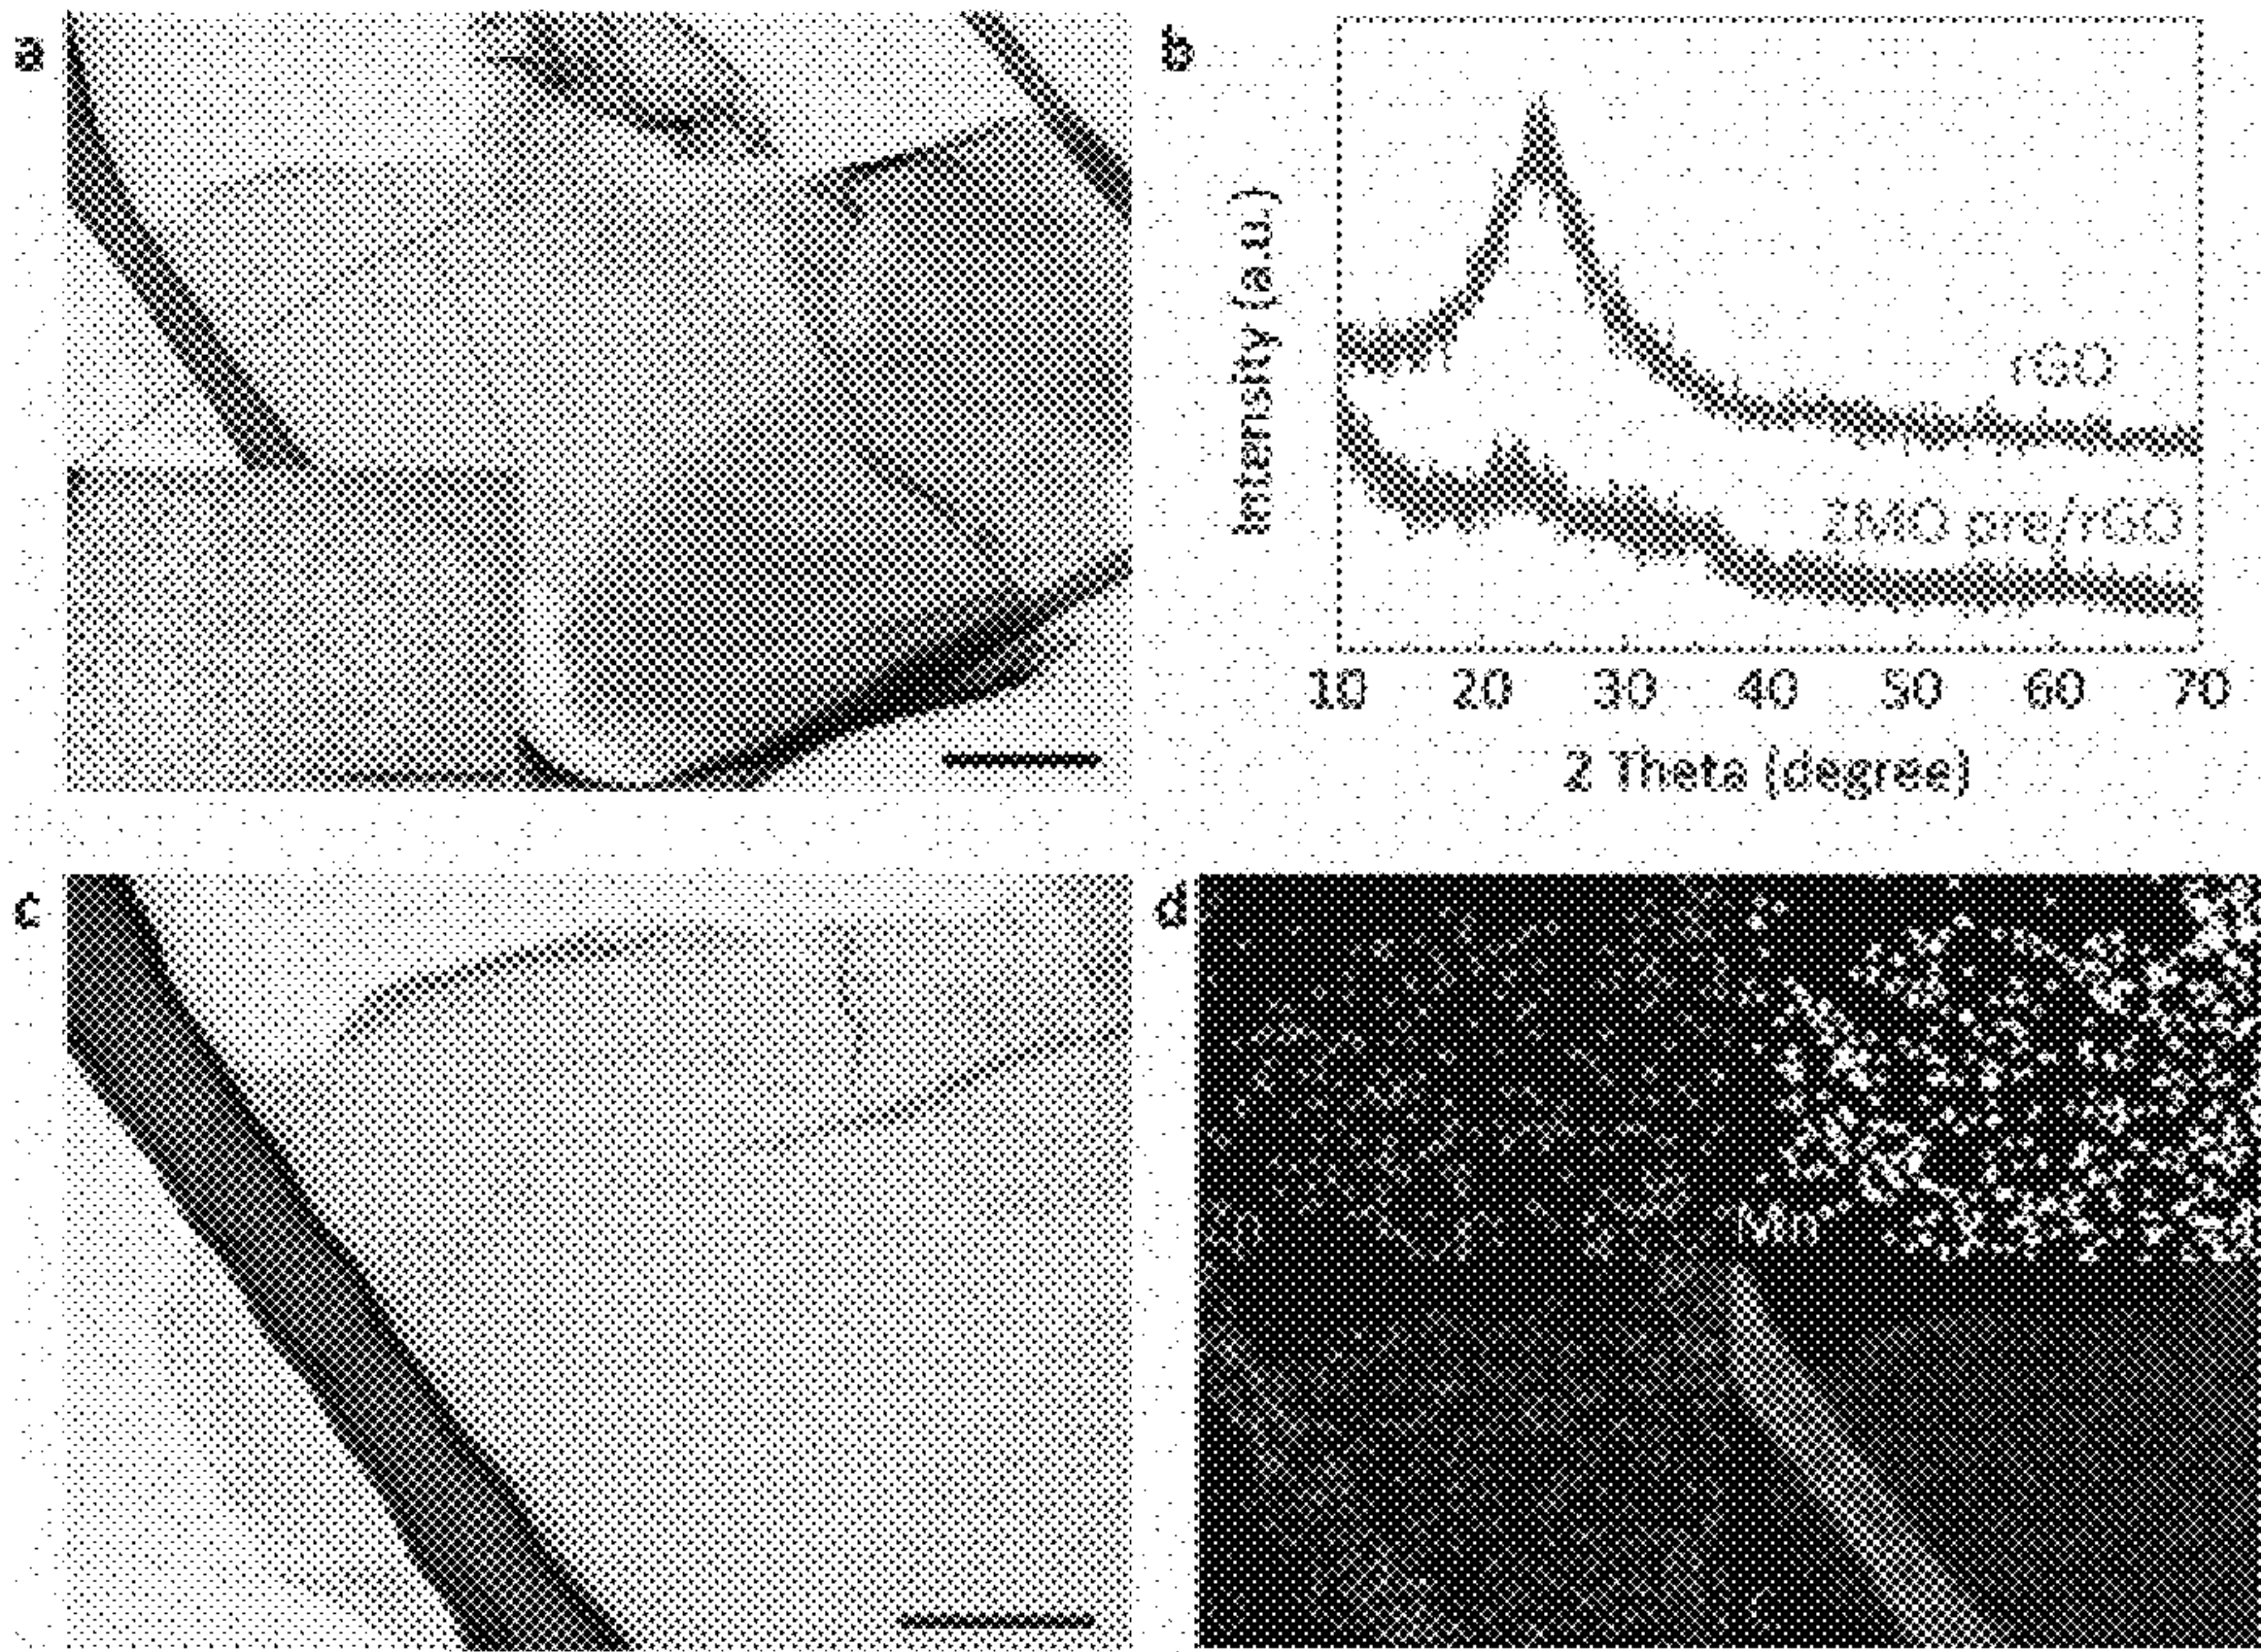 a
b
Intensity (a.u.)
rGO
ZMO pre/rGO
10 20 30 40 50 60 70
2 Theta (degree)
c
d
Mn